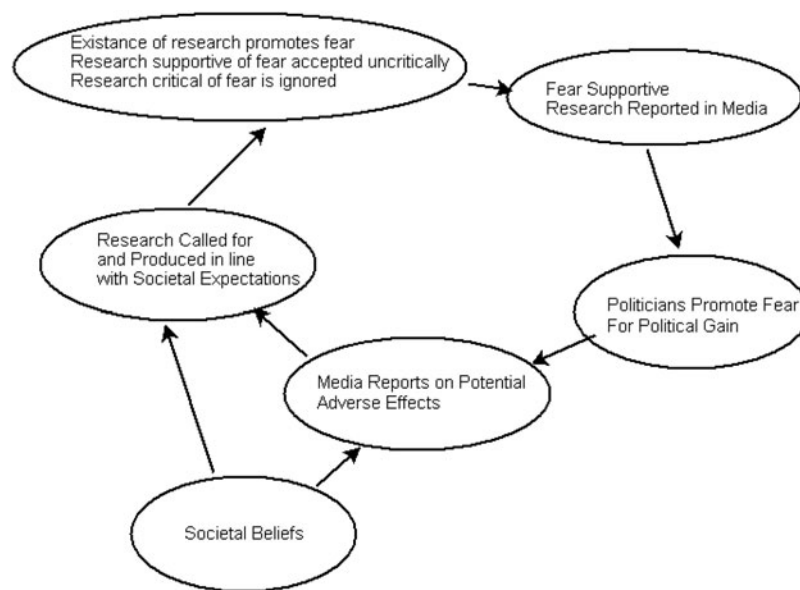 Existance of research promotes fear
Research supportive of fear accepted uncritically
Research critical of fear is ignored
Fear Supportive
Research Reported in Media
Research Called for
and Produced in line
with Societal Expectations
Politicians Promote Fear
For Political Gain
Media Reports on Potential
Adverse Effects
Societal Beliefs